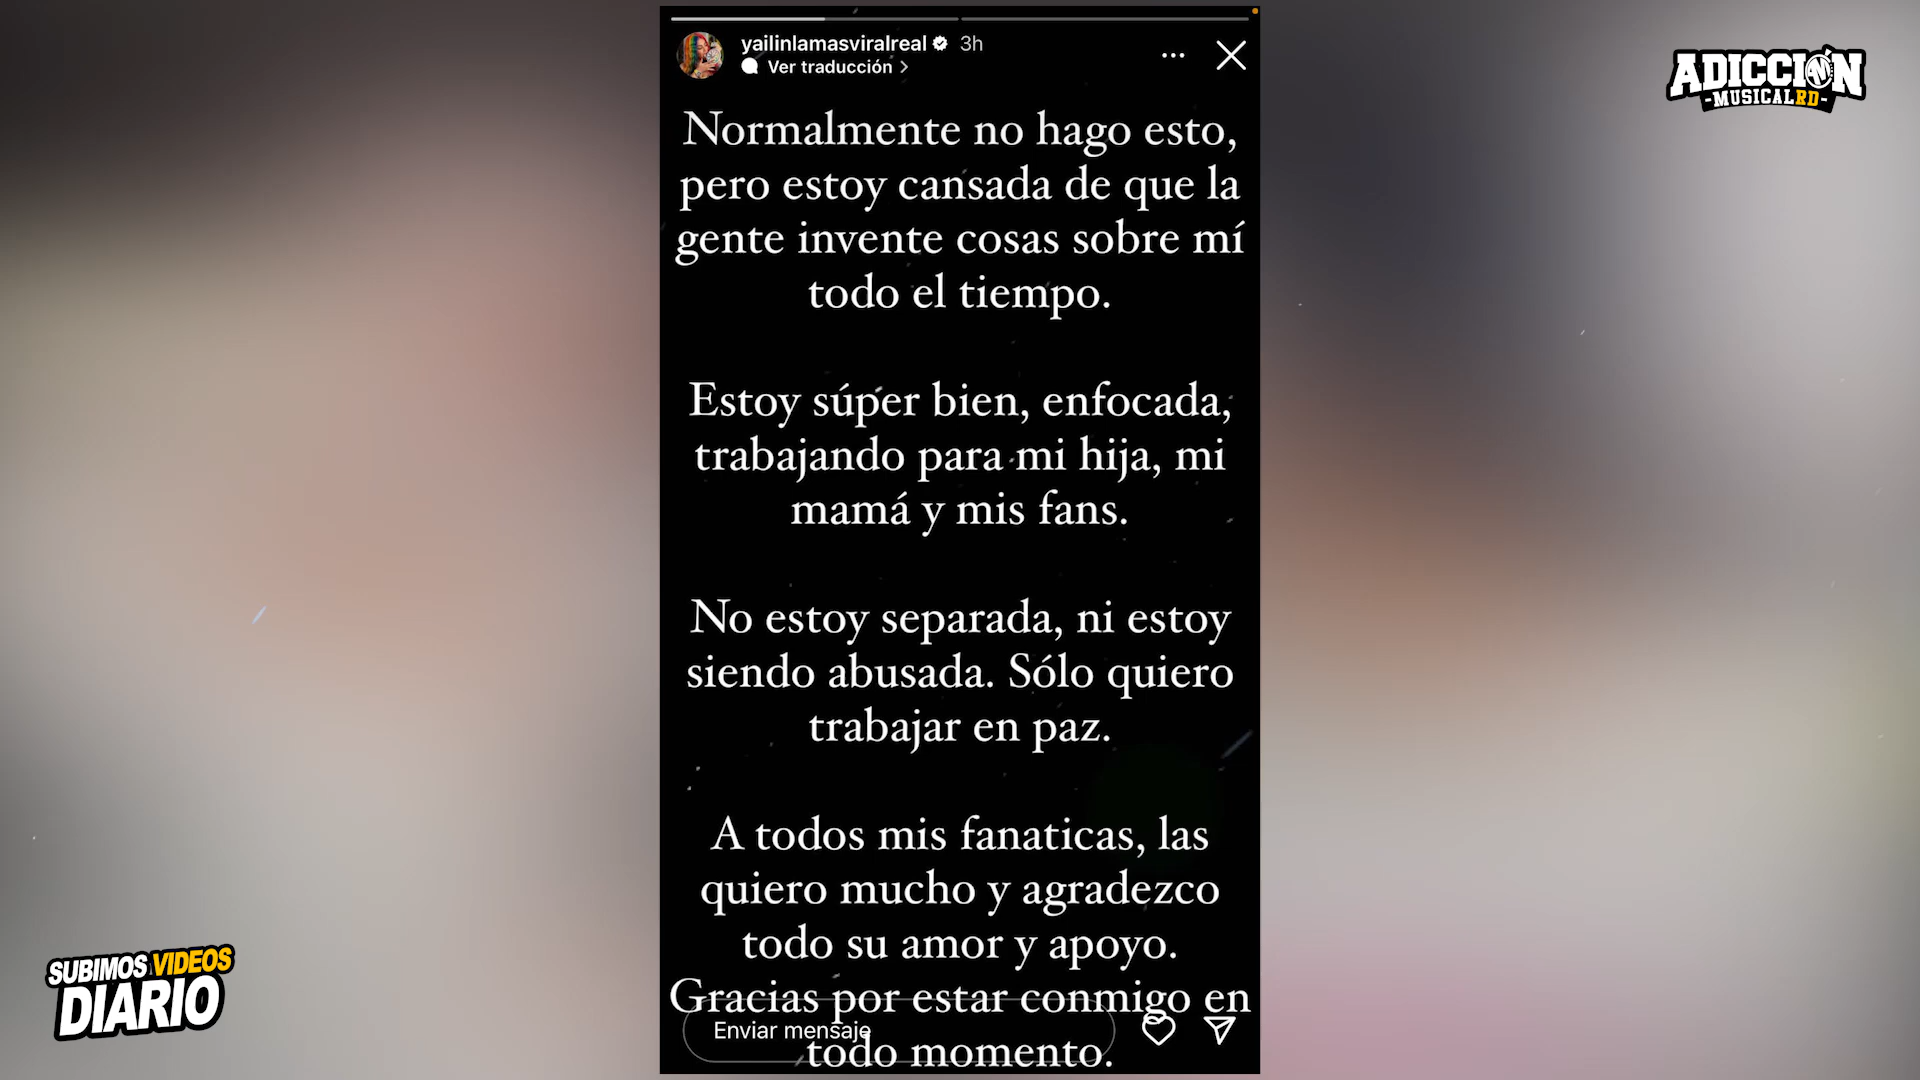 yailinlamasviralreal 3h
Ver traducción
ADICCIÓN
-MUSICALRD-
Normalmente no hago esto,
pero estoy cansada de que la
gente invente cosas sobre mí
todo el tiempo.
Estoy súper bien, enfocada,
trabajando para mi hija, mi
mamá y mis fans.
No estoy separada, ni estoy
siendo abusada. Sólo quiero
trabajar en paz.
A todos mis fanaticas, las
quiero mucho y agradezco
todo su amor y apoyo.
Gracias por estar conmigo en
todo momento.
Enviar mensaje
SUBIMOS VIDEOS
DIARIO